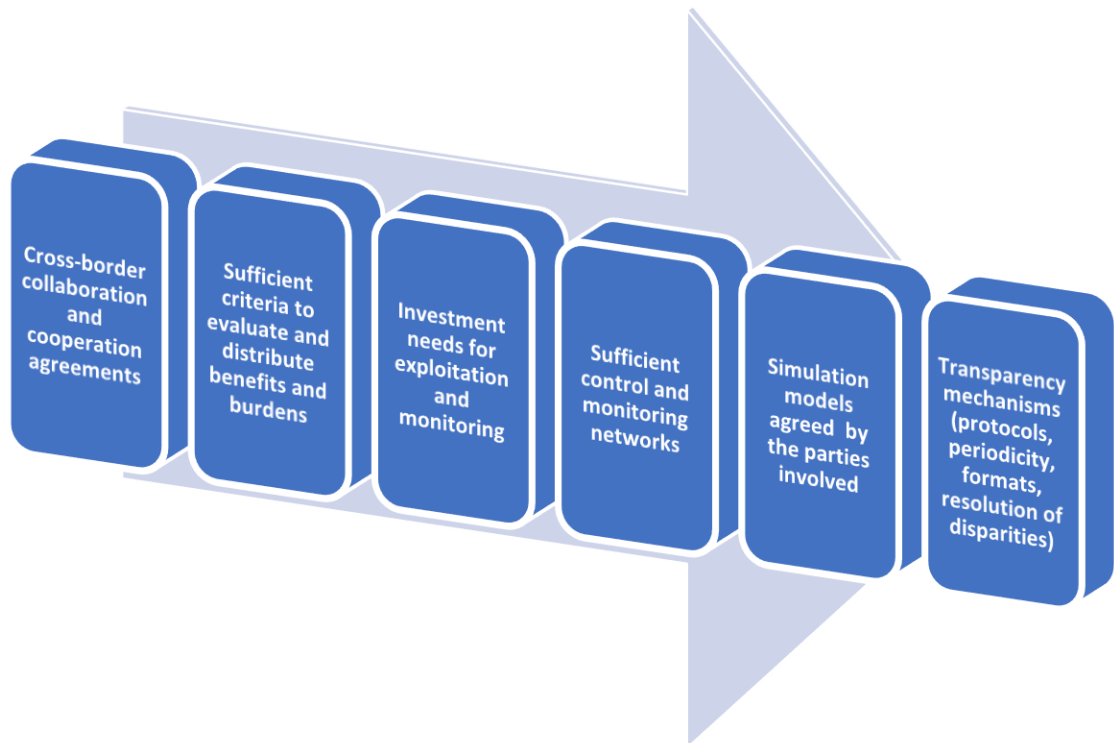 Cross-border
collaboration
and
cooperation
agreements
Sufficient
criteria to
evaluate and
distribute
benefits and
burdens
Investment
needs for
exploitation
and
monitoring
Sufficient
control and
monitoring
networks
Simulation
models
agreed by
the parties
involved
Transparency
mechanisms
(protocols,
periodicity,
formats,
resolution of
disparities)